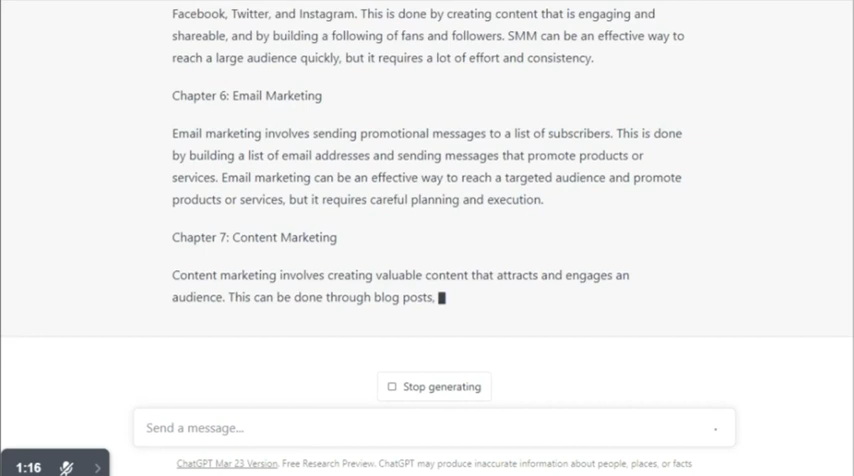 Facebook, Twitter, and Instagram. This is done by creating content that is engaging and
shareable, and by building a following of fans and followers. SMM can be an effective way to
reach a large audience quickly, but it requires a lot of effort and consistency.
Chapter 6: Email Marketing
Email marketing involves sending promotional messages to a list of subscribers. This is done
by building a list of email addresses and sending messages that promote products or
services. Email marketing can be an effective way to reach a targeted audience and promote
products or services, but it requires careful planning and execution.
Chapter 7: Content Marketing
Content marketing involves creating valuable content that attracts and engages an
audience. This can be done through blog posts,
Stop generating
Send a message...
1:16
ChatGPT Mar 23 Version. Free Research Preview. ChatGPT may produce inaccurate information about people, places, or facts